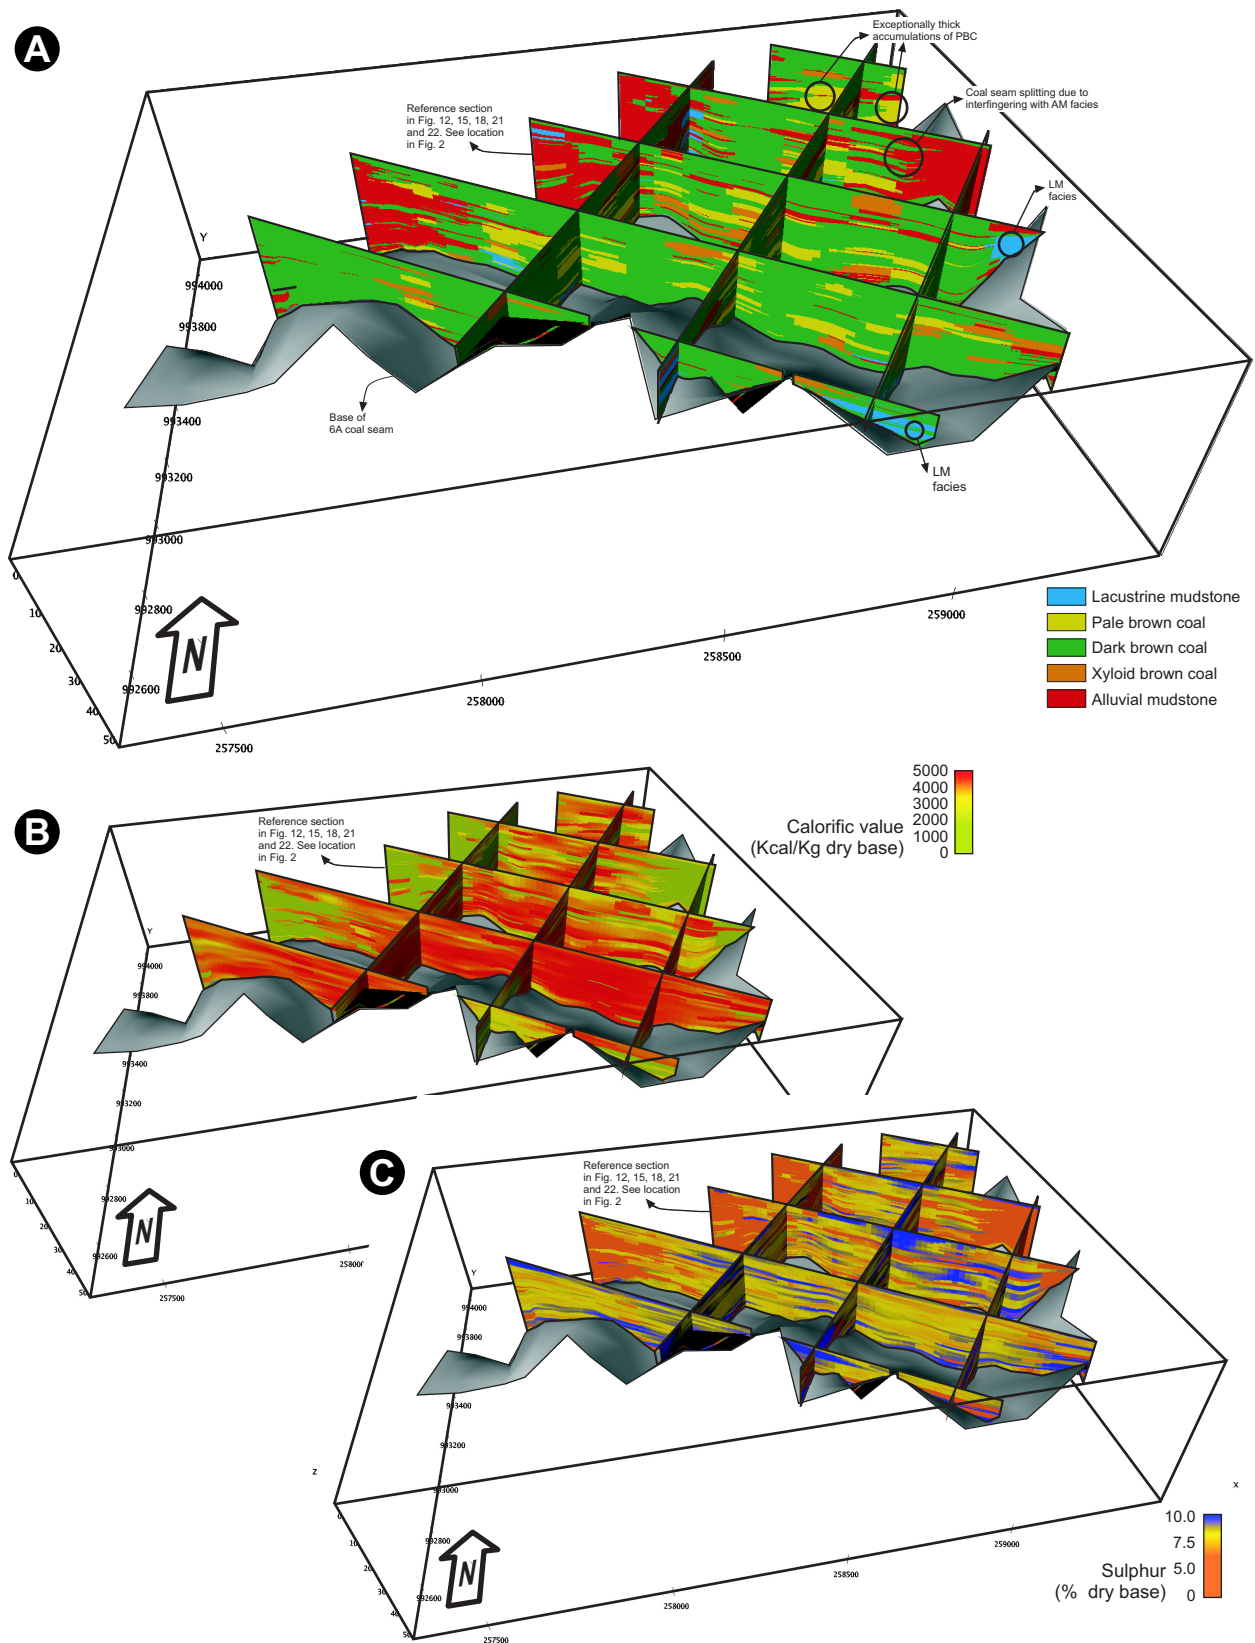 A
Exceptionally thick
accumulations of PBC
Coal seam splitting due to
interfingering with AM facies
Reference section
in Fig. 12, 15, 18, 21
and 22. See location
in Fig. 2
LM
facies
Y
994000
993800
Base of
6A coal seam
993400
993200
LM
facies
993000
992800
992600
0
10
20
30
40
50
N
257500
258000
258500
259000
Lacustrine mudstone
Pale brown coal
Dark brown coal
Xyloid brown coal
Alluvial mudstone
B
Reference section
in Fig. 12, 15, 18, 21
and 22. See location
in Fig. 2
5000
4000
3000
2000
1000
0
Calorific value
(Kcal/Kg dry base)
Y
994000
993800
993400
993200
993000
992800
992600
N
257500
25800
C
Reference section
in Fig. 12, 15, 18, 21
and 22. See location
in Fig. 2
Y
994000
993800
993400
993200
993000
992800
992600
Z
X
N
257500
258000
258500
259000
10.0
7.5
5.0
0
Sulphur
(% dry base)